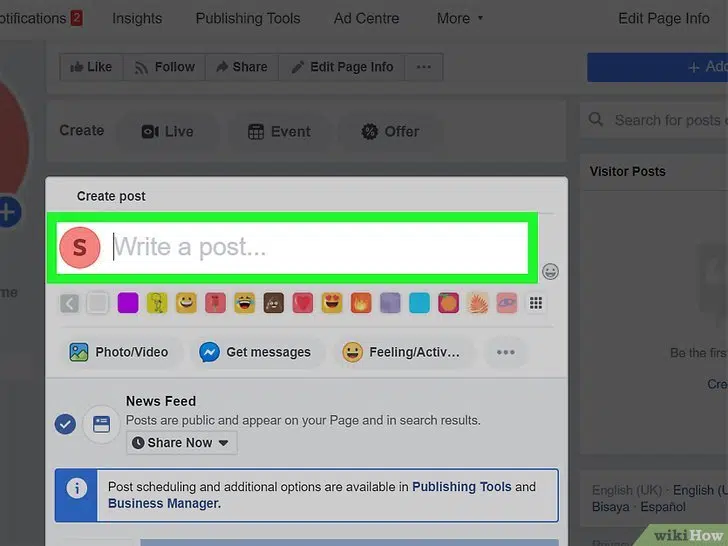 otifications 2 Insights Publishing Tools Ad Centre More Edit Page Info
Like Follow Share Edit Page Info ... + Add
Create Live Event Offer
Search for posts
Visitor Posts
Create post
S Write a post...
me
Photo/Video Get messages Feeling/Activ... ...
Be the first
Cre
News Feed
Posts are public and appear on your Page and in search results.
Share Now
Post scheduling and additional options are available in Publishing Tools and
Business Manager.
English (UK) · English (U
Bisaya · Español
Privacy
wikiHow